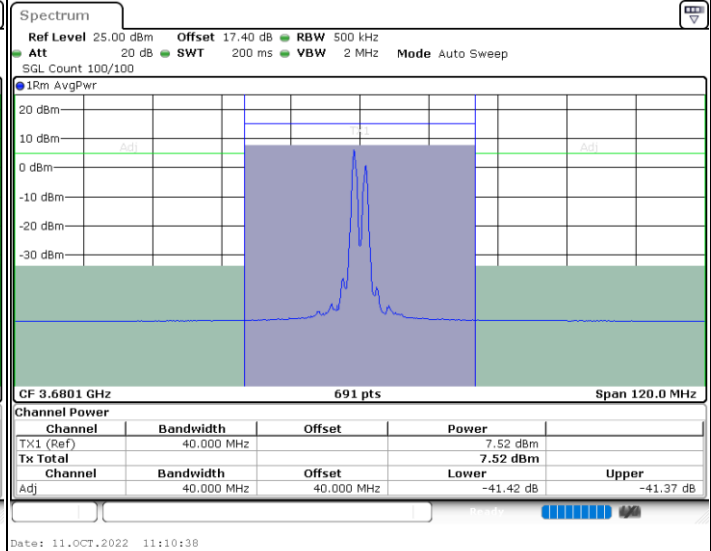 Spectrum
Ref Level 25.00 dBm Offset 17.40 dB RBW 500 kHz
Att 20 dB SWT 200 ms VBW 2 MHz Mode Auto Sweep
SGL Count 100/100
1Rm AvgPwr
20 dBm
TX1
10 dBm
Adj Adj
0 dBm
-10 dBm
-20 dBm
-30 dBm
CF 3.6801 GHz 691 pts Span 120.0 MHz
Channel Power
Channel Bandwidth Offset Power
TX1 (Ref) 40.000 MHz 7.52 dBm
Tx Total 7.52 dBm
Channel Bandwidth Offset Lower Upper
Adj 40.000 MHz 40.000 MHz -41.42 dB -41.37 dB
Ready
Date: 11.OCT.2022 11:10:38